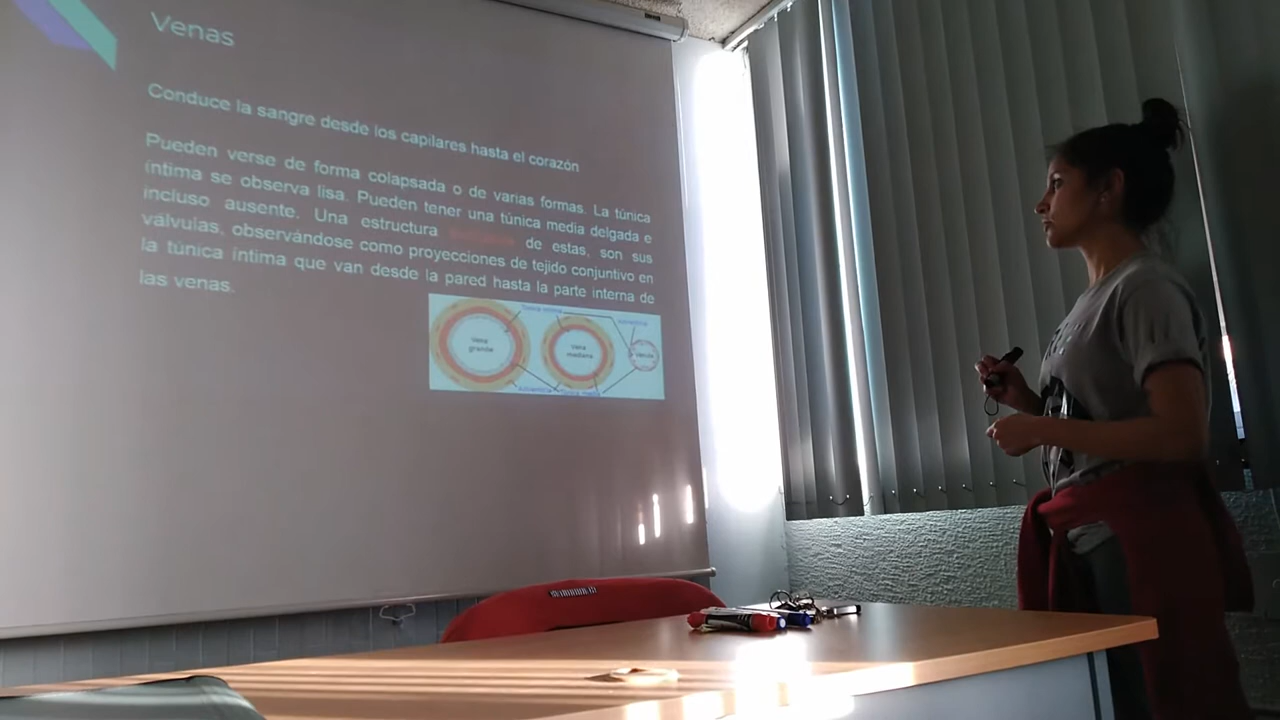 Venas
Conduce la sangre desde los capilares hasta el corazón
Pueden verse de forma colapsada o de varias formas. La túnica
íntima se observa lisa. Pueden tener una túnica media delgada e
incluso ausente. Una estructura de estas, son sus
válvulas, observándose como proyecciones de tejido conjuntivo en
la túnica íntima que van desde la pared hasta la parte interna de
las venas.
Vena
grande
Vena
mediana
Adventicia